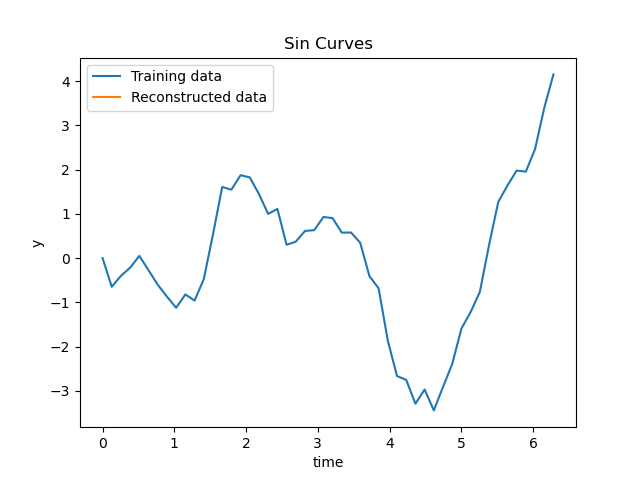 Sin Curves
Training data
Reconstructed data
4
3
2
1
0
−1
−2
−3
y
0 1 2 3 4 5 6
time